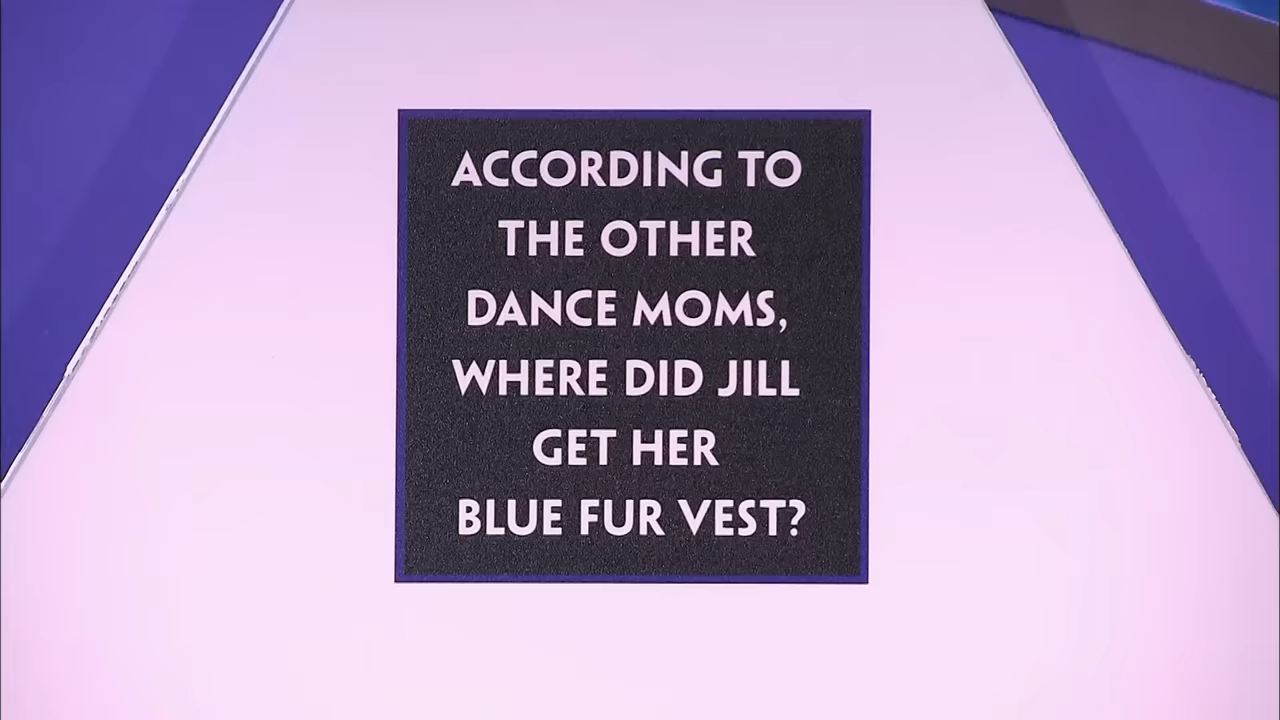 ACCORDING TO
THE OTHER
DANCE MOMS,
WHERE DID JILL
GET HER
BLUE FUR VEST?